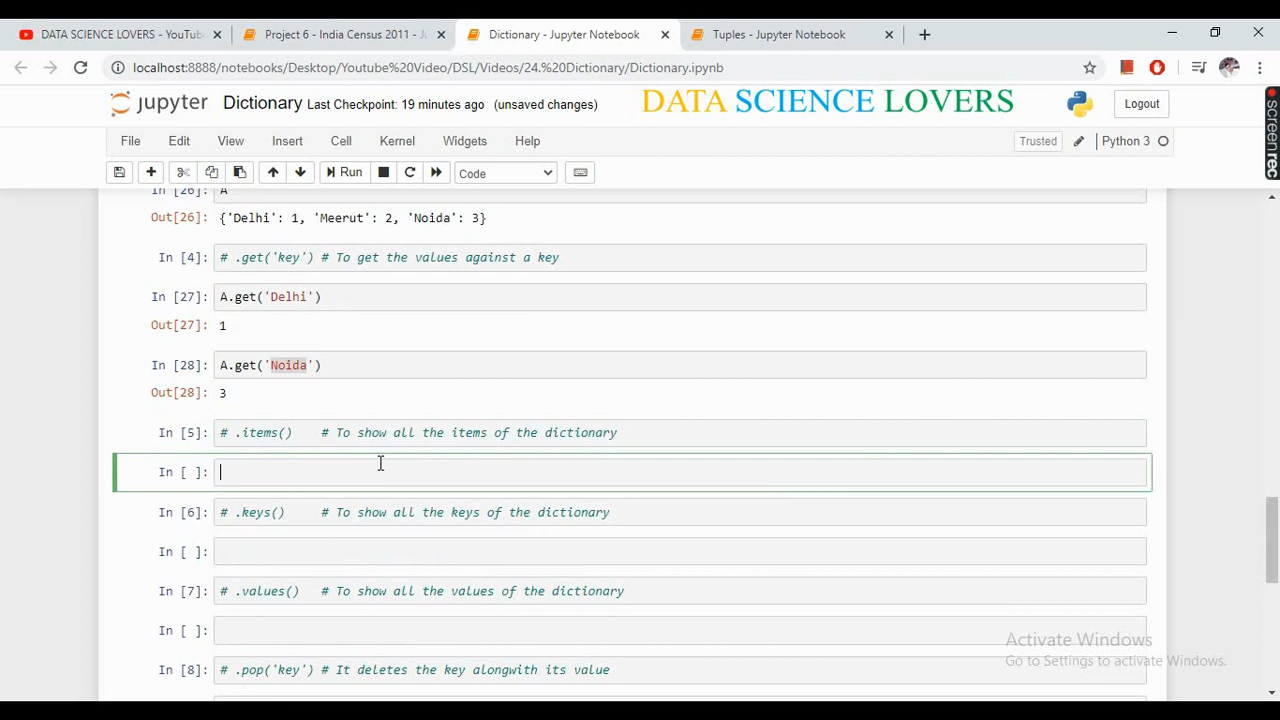 DATA SCIENCE LOVERS - YouTub
Project 6 - India Census 2011 - J
Dictionary - Jupyter Notebook
Tuples - Jupyter Notebook
localhost:8888/notebooks/Desktop/Youtube%20Video/DSL/Videos/24.%20Dictionary/Dictionary.ipynb
jupyter Dictionary Last Checkpoint: 19 minutes ago (unsaved changes) DATA SCIENCE LOVERS Logout
File Edit View Insert Cell Kernel Widgets Help Trusted Python 3
Run Code
In [26]: A
Out[26]: {'Delhi': 1, 'Meerut': 2, 'Noida': 3}
In [4]: # .get('key') # To get the values against a key
In [27]: A.get('Delhi')
Out[27]: 1
In [28]: A.get('Noida')
Out[28]: 3
In [5]: # .items() # To show all the items of the dictionary
In [ ]:
In [6]: # .keys() # To show all the keys of the dictionary
In [ ]:
In [7]: # .values() # To show all the values of the dictionary
In [ ]:
In [8]: # .pop('key') # It deletes the key alongwith its value
Activate Windows
Go to Settings to activate Windows.
screenrec